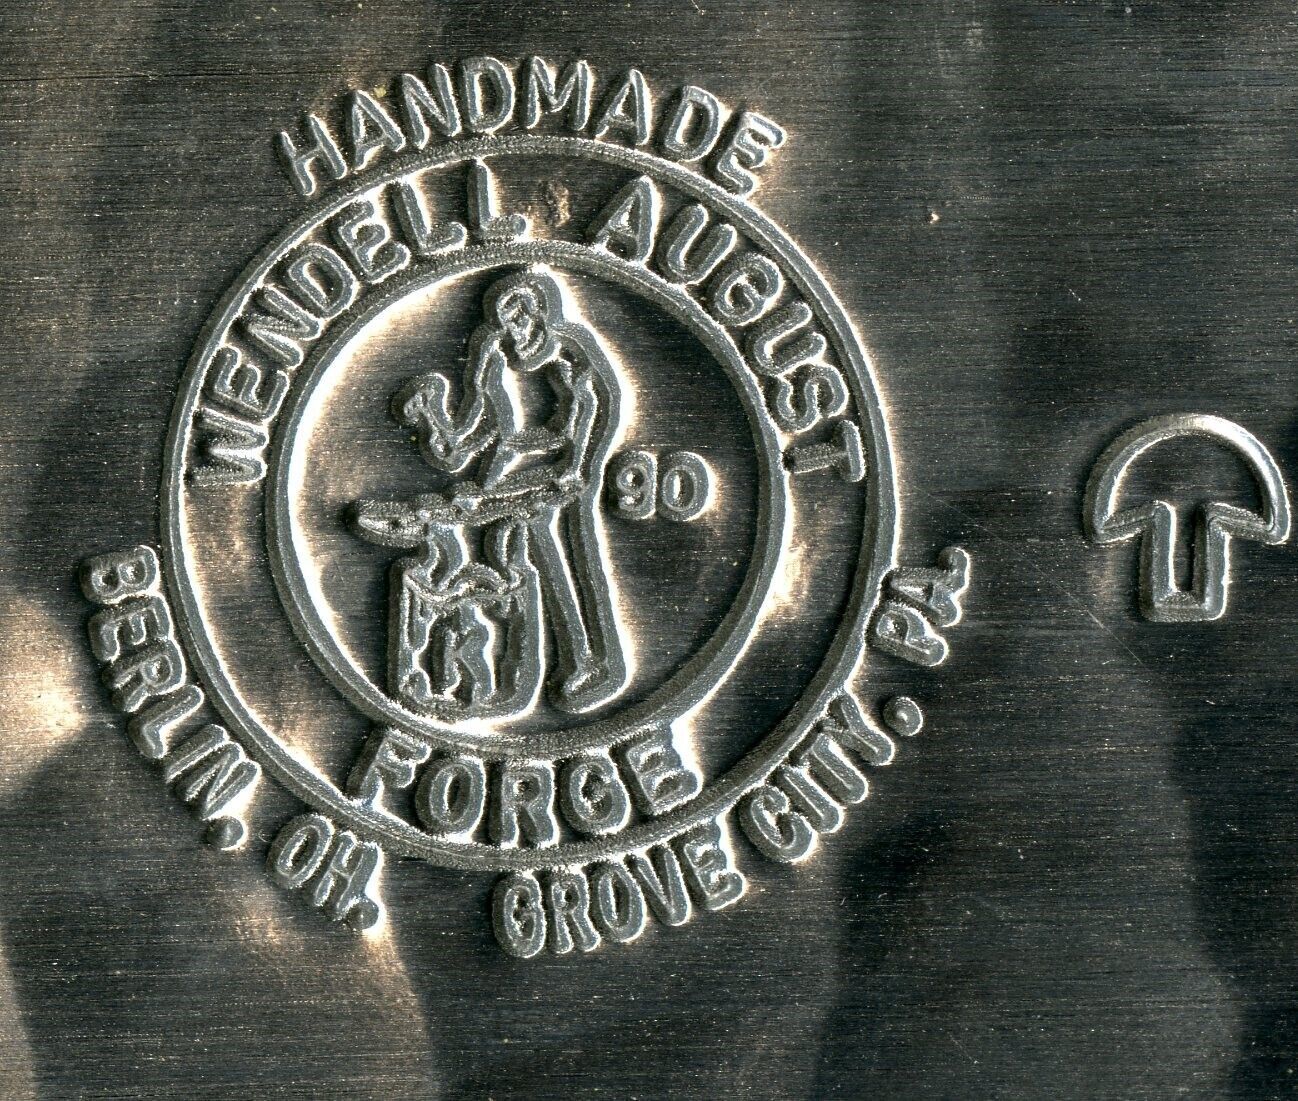 HANDMADE
WENDELL AUGUST
90
K
FORGE
BERLIN, OH.
GROVE CITY, PA.